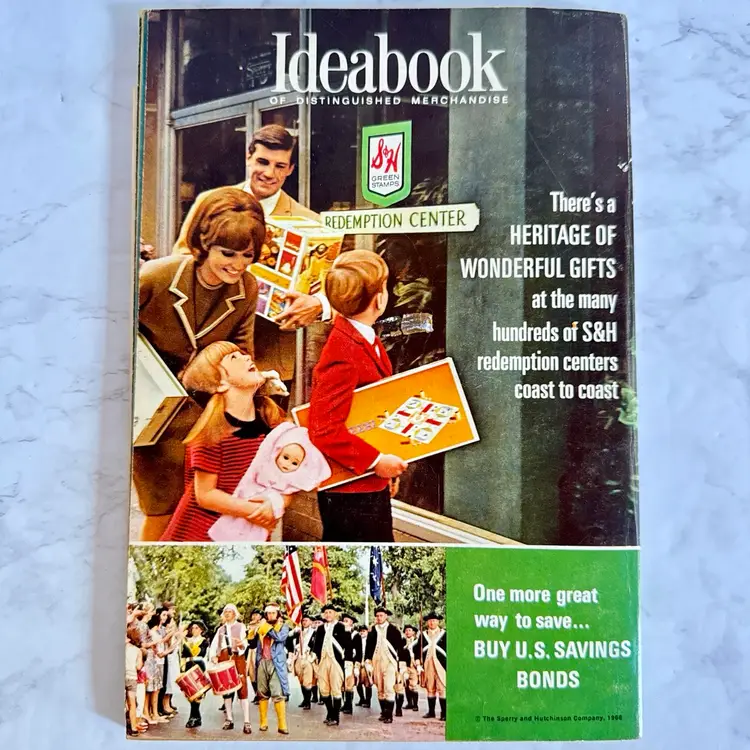 Ideabook
OF DISTINGUISHED MERCHANDISE
S&H
GREEN
STAMPS
REDEMPTION CENTER
There's a
HERITAGE OF
WONDERFUL GIFTS
at the many
hundreds of S&H
redemption centers
coast to coast
One more great
way to save...
BUY U.S. SAVINGS
BONDS
© The Sperry and Hutchinson Company, 1968